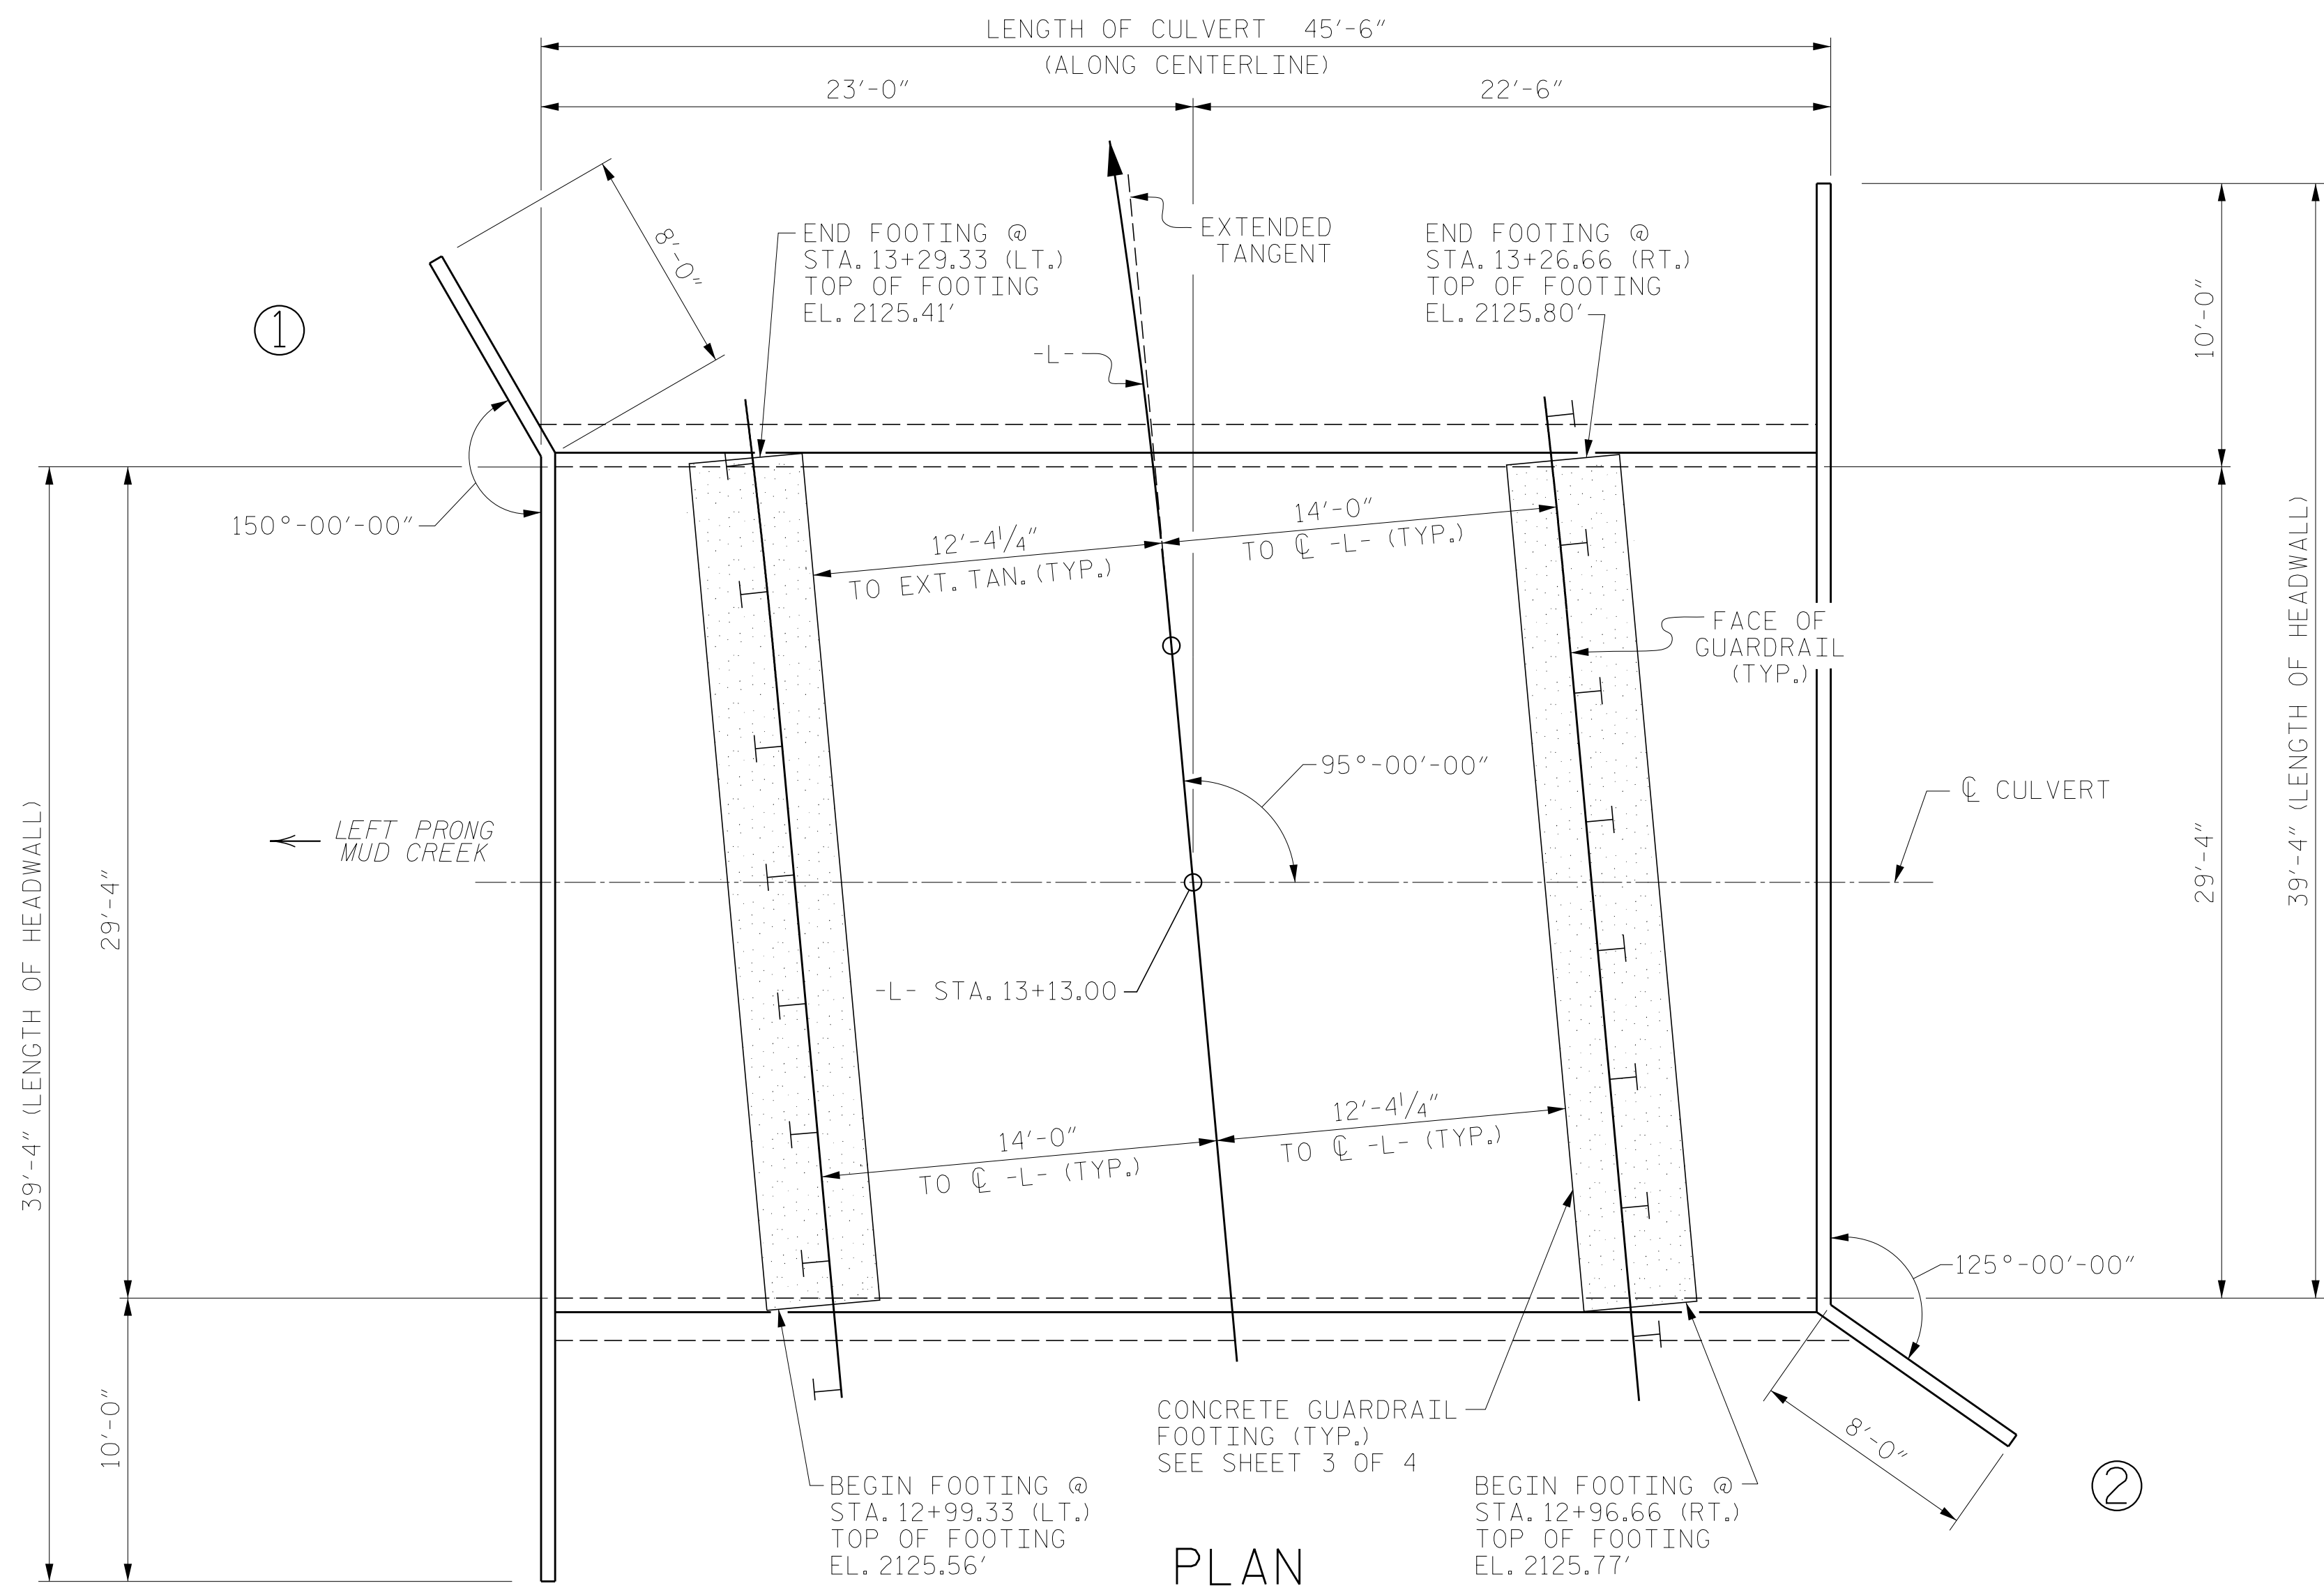 LENGTH OF CULVERT 45'-6"
(ALONG CENTERLINE)
23'-0"
22'-6"
8'-0"
1
END FOOTING @
STA. 13+29.33 (LT.)
TOP OF FOOTING
EL. 2125.41'
EXTENDED
TANGENT
-L-
END FOOTING @
STA. 13+26.66 (RT.)
TOP OF FOOTING
EL. 2125.80'
10'-0"
150°-00'-00"
12'-4 1/4"
TO EXT. TAN. (TYP.)
14'-0"
TO ℄ -L- (TYP.)
FACE OF
GUARDRAIL
(TYP.)
39'-4" (LENGTH OF HEADWALL)
29'-4"
95°-00'-00"
℄ CULVERT
LEFT PRONG
MUD CREEK
39'-4" (LENGTH OF HEADWALL)
29'-4"
-L- STA. 13+13.00
14'-0"
TO ℄ -L- (TYP.)
12'-4 1/4"
TO ℄ -L- (TYP.)
125°-00'-00"
10'-0"
CONCRETE GUARDRAIL
FOOTING (TYP.)
SEE SHEET 3 OF 4
8'-0"
2
BEGIN FOOTING @
STA. 12+99.33 (LT.)
TOP OF FOOTING
EL. 2125.56'
BEGIN FOOTING @
STA. 12+96.66 (RT.)
TOP OF FOOTING
EL. 2125.77'
PLAN